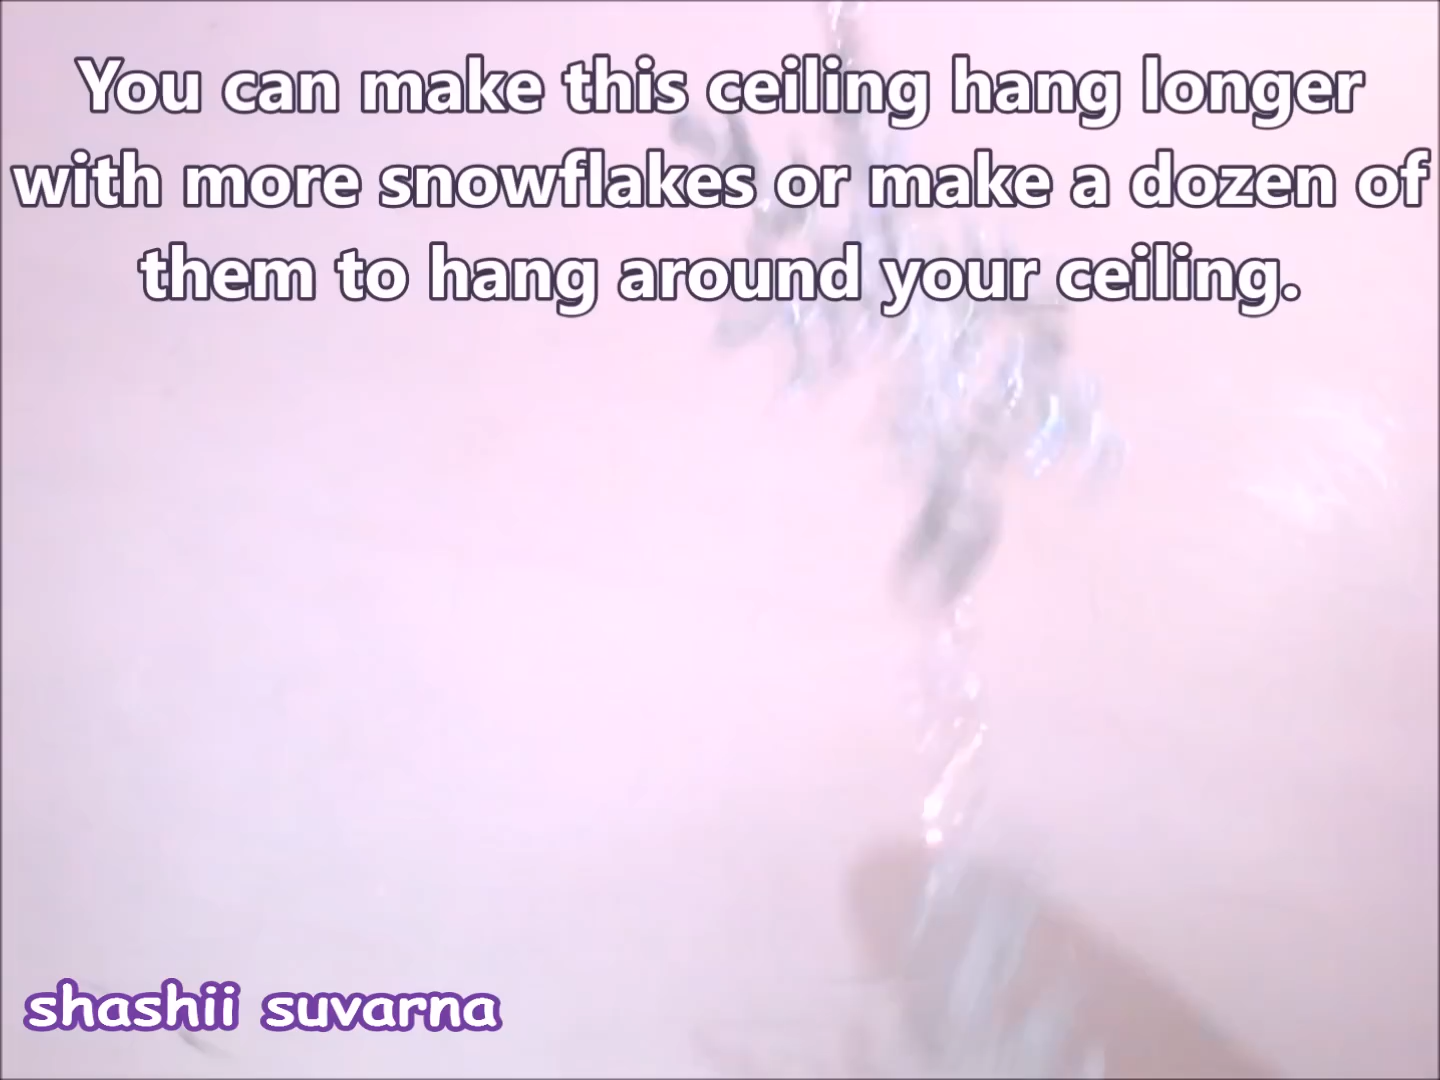 You can make this ceiling hang longer
with more snowflakes or make a dozen of
them to hang around your ceiling.
shashii suvarna